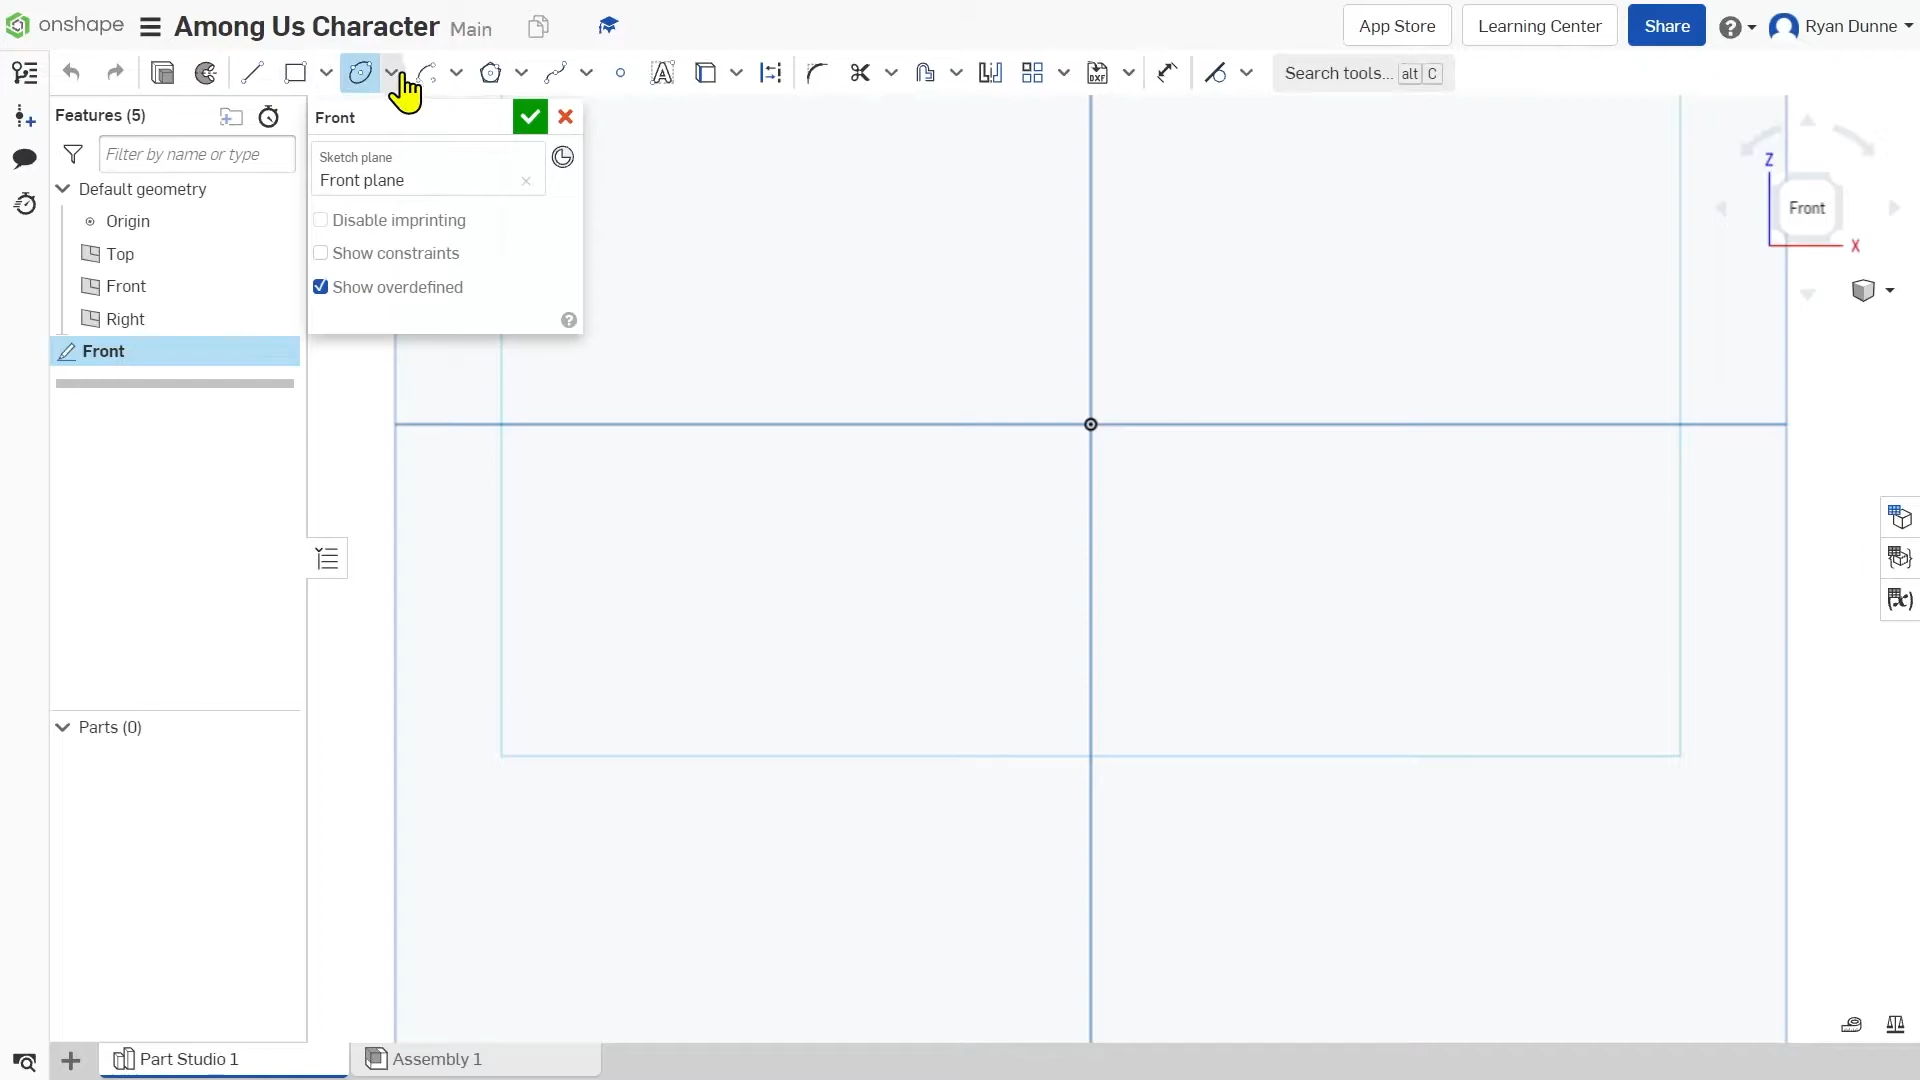 onshape Among Us Character Main App Store Learning Center Share Ryan Dunne
DXF Search tools... alt C
Features (5)
Filter by name or type
Default geometry
Origin
Top
Front
Right
Front
Parts (0)
Front
Sketch plane
Front plane
Disable imprinting
Show constraints
Show overdefined
Z
Front
X
Part Studio 1
Assembly 1